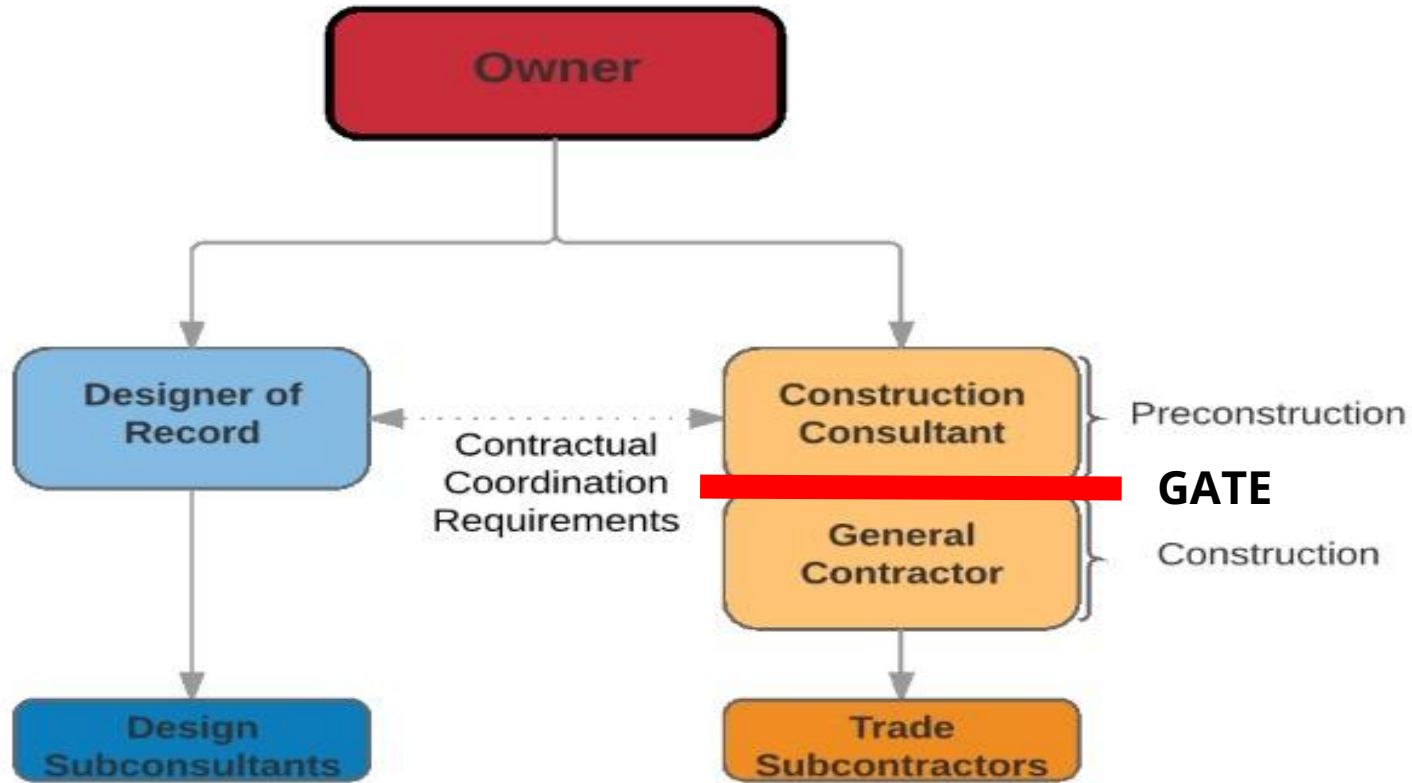 Owner
Designer of
Record
Contractual
Coordination
Requirements
Construction
Consultant
Preconstruction
GATE
General
Contractor
Construction
Design
Subconsultants
Trade
Subcontractors